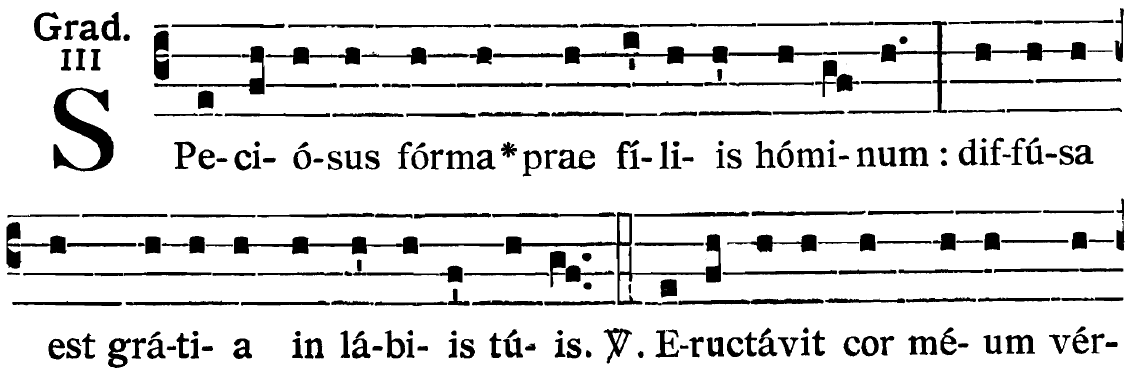 Grad.
III
S Pe-ci- ó-sus fórma*prae fí-li- is hómi-num : dif-fú-sa
est grá-ti- a in lá-bi- is tú- is. ℣. E-ructávit cor mé- um vér-